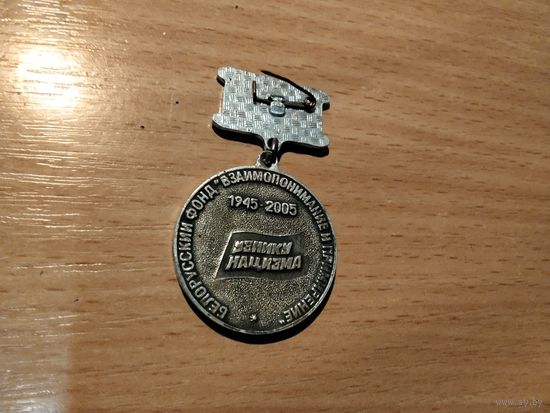 БЕЛОРУССКИЙ ФОНД "ВЗАИМОПОНИМАНИЕ И ПРИМИРЕНИЕ"
1945-2005
УЗНИКУ
НАЦИЗМА
www.ay.by